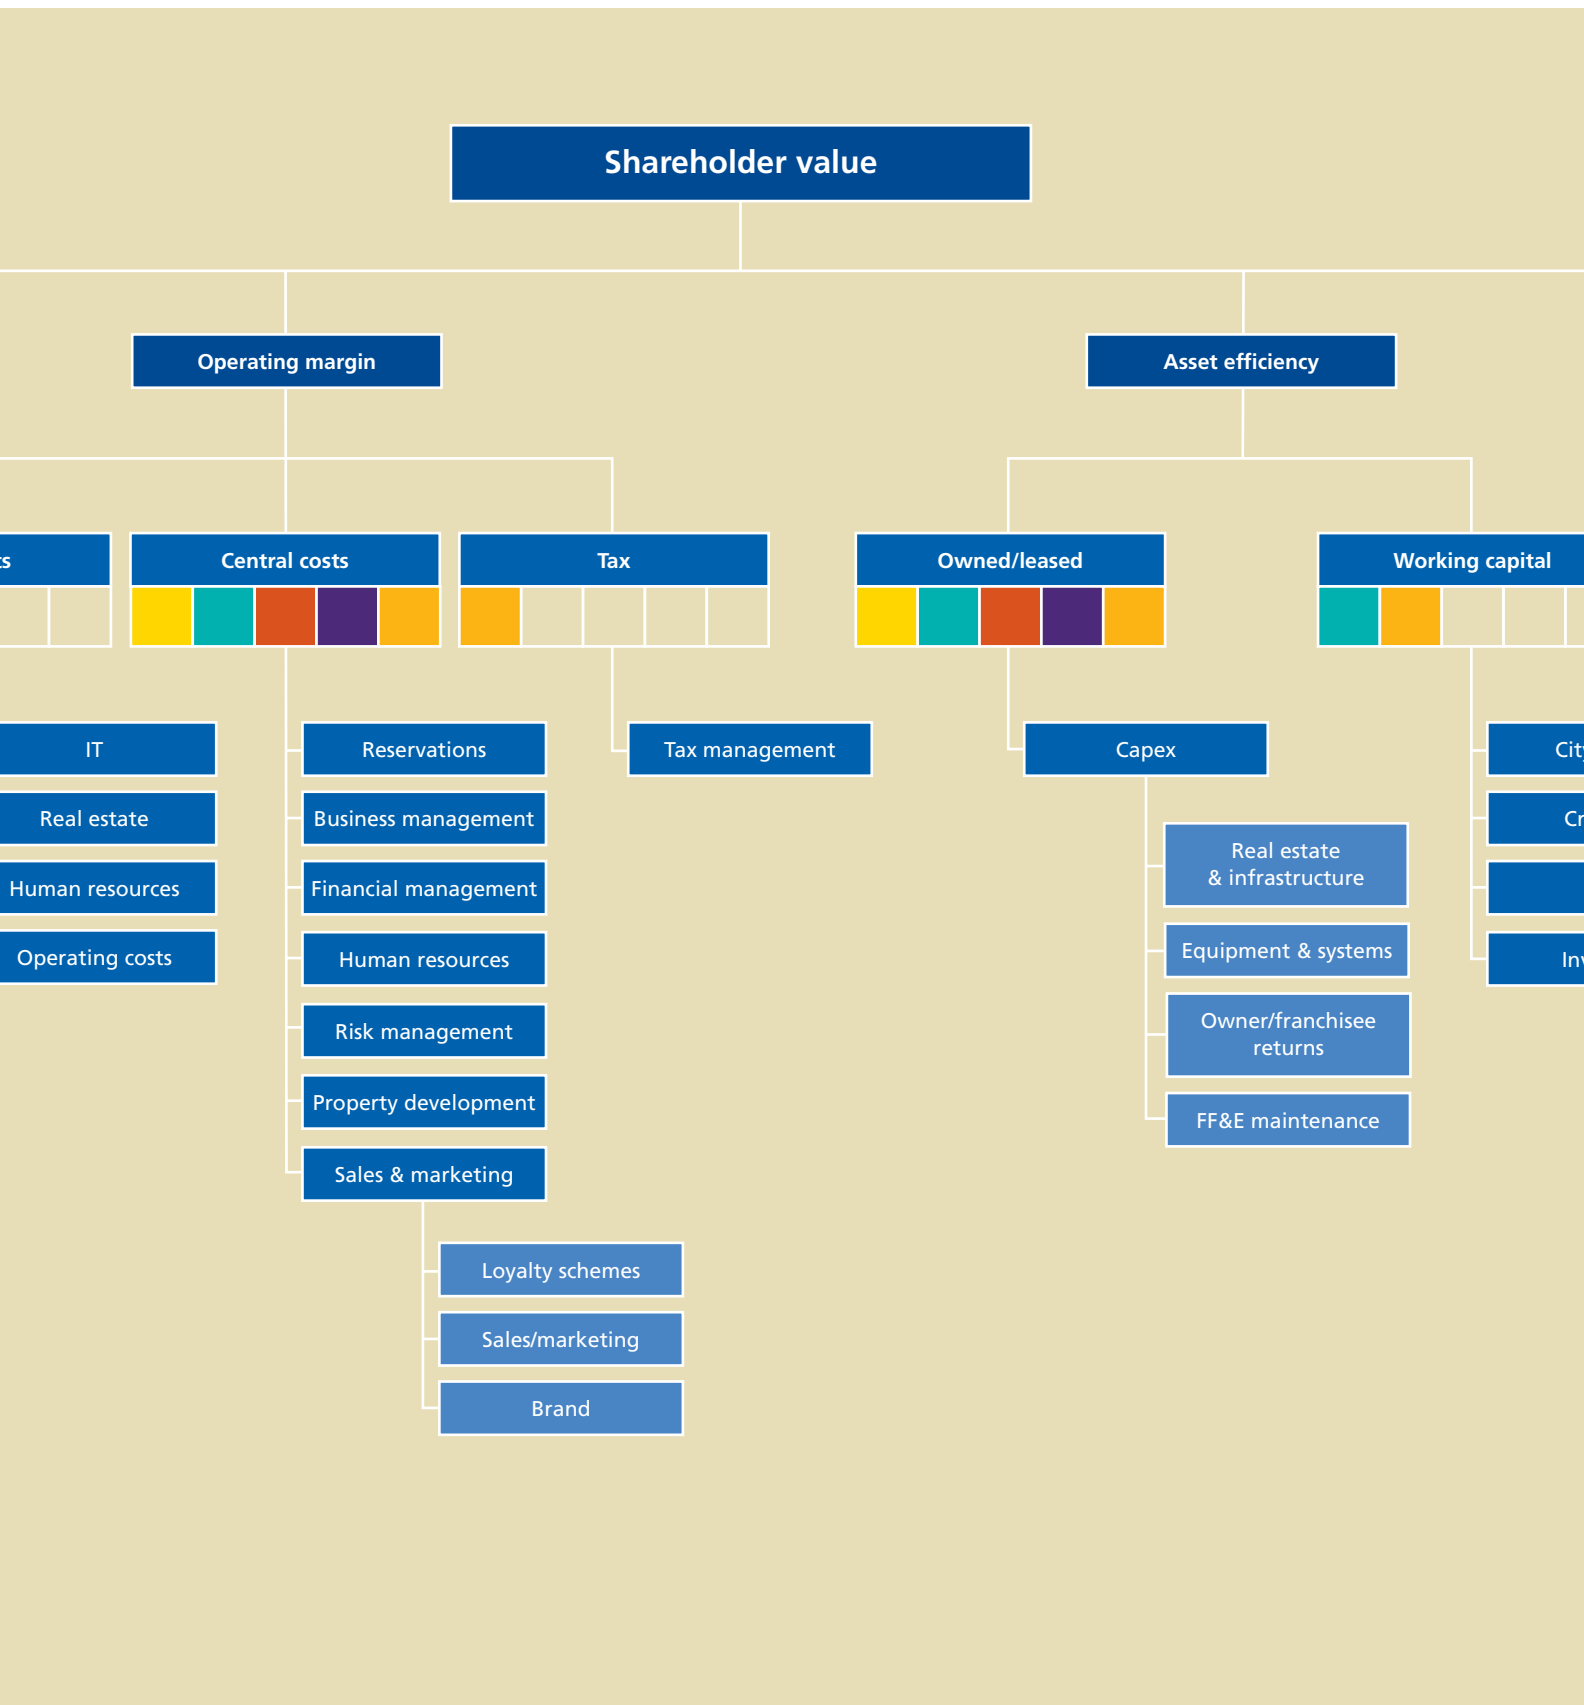 Shareholder value
Operating margin
Asset efficiency
Central costs
Tax
Owned/leased
Working capital
IT
Reservations
Tax management
Capex
Real estate
Business management
Real estate
& infrastructure
Human resources
Financial management
Equipment & systems
Operating costs
Human resources
Owner/franchisee
returns
Risk management
Property development
FF&E maintenance
Sales & marketing
Loyalty schemes
Sales/marketing
Brand